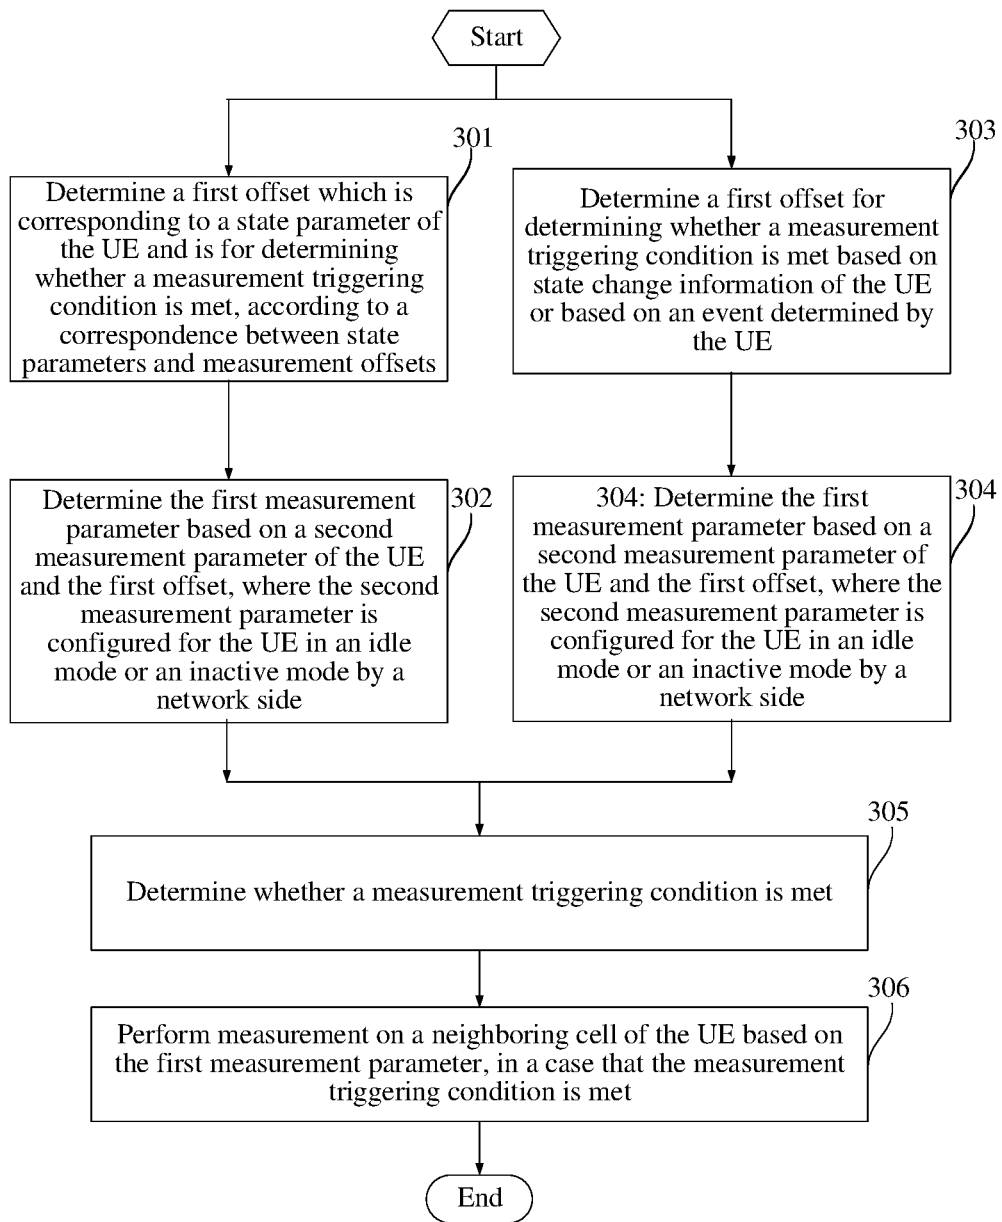 Start
301
Determine a first offset which is
corresponding to a state parameter of
the UE and is for determining
whether a measurement triggering
condition is met, according to a
correspondence between state
parameters and measurement offsets
303
Determine a first offset for
determining whether a measurement
triggering condition is met based on
state change information of the UE
or based on an event determined by
the UE
302
Determine the first measurement
parameter based on a second
measurement parameter of the UE
and the first offset, where the second
measurement parameter is
configured for the UE in an idle
mode or an inactive mode by a
network side
304
304: Determine the first
measurement parameter based on a
second measurement parameter of
the UE and the first offset, where the
second measurement parameter is
configured for the UE in an idle
mode or an inactive mode by a
network side
305
Determine whether a measurement triggering condition is met
306
Perform measurement on a neighboring cell of the UE based on
the first measurement parameter, in a case that the measurement
triggering condition is met
End